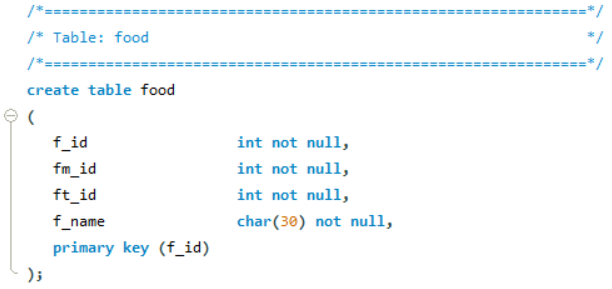 /*==============================================================*/
/* Table: food                                                  */
/*==============================================================*/
create table food
(
   f_id                 int not null,
   fm_id                int not null,
   ft_id                int not null,
   f_name               char(30) not null,
   primary key (f_id)
);